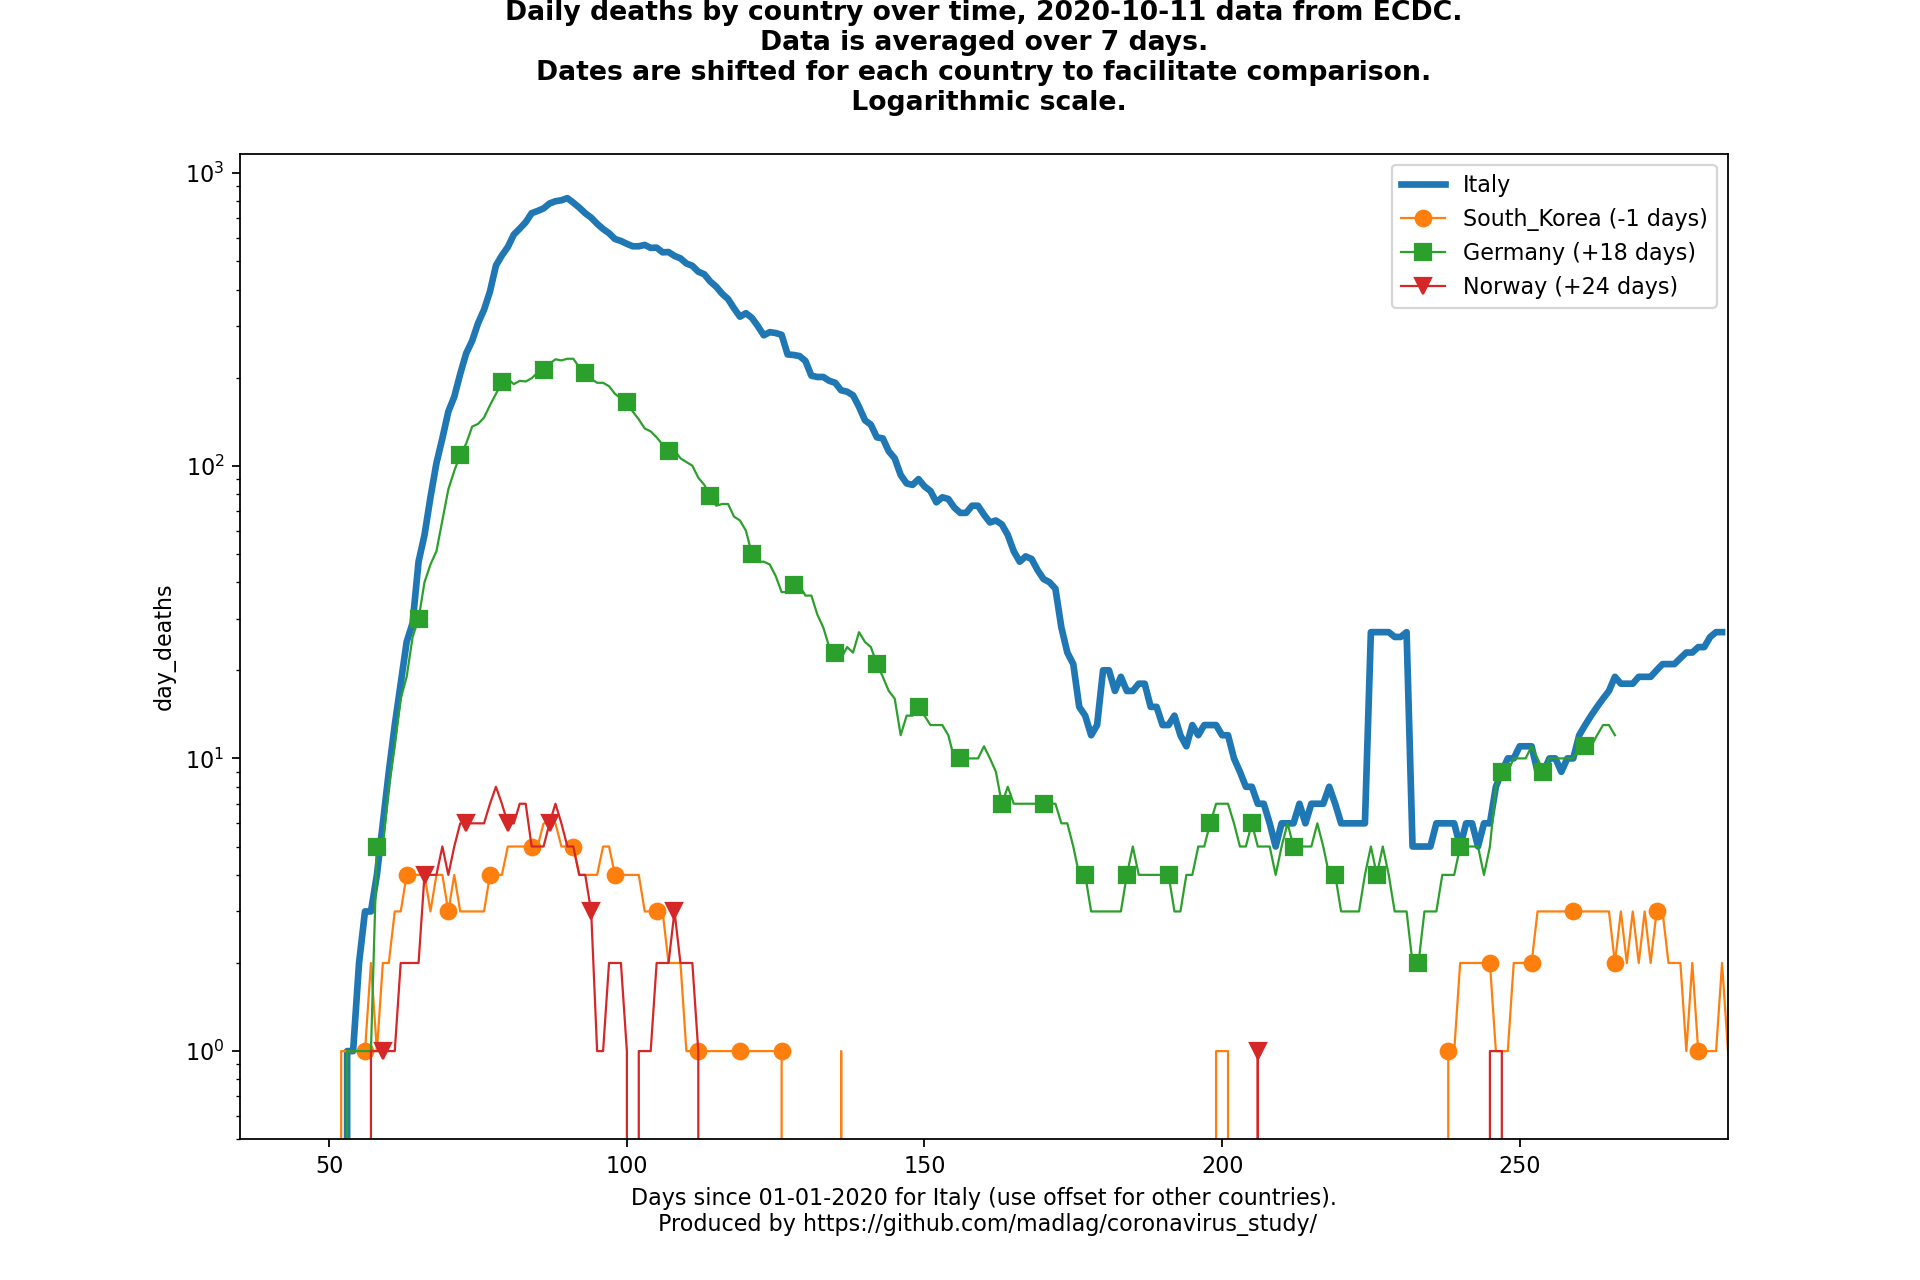 Daily deaths by country over time, 2020-10-11 data from ECDC.
Data is averaged over 7 days.
Dates are shifted for each country to facilitate comparison.
Logarithmic scale.
10³
10²
10¹
10⁰
day_deaths
Italy
South_Korea (-1 days)
Germany (+18 days)
Norway (+24 days)
50 100 150 200 250
Days since 01-01-2020 for Italy (use offset for other countries).
Produced by https://github.com/madlag/coronavirus_study/